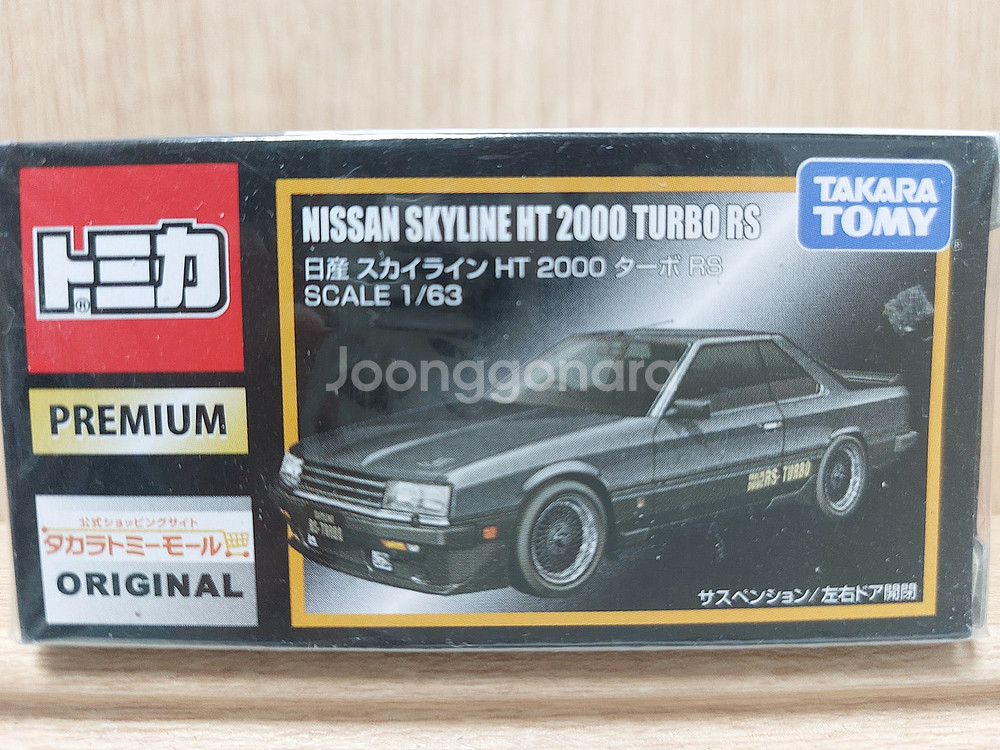 トミカ
®
PREMIUM
公式ショッピングサイト
タカラトミーモール
ORIGINAL
NISSAN SKYLINE HT 2000 TURBO RS
日産 スカイライン HT 2000 ターボ RS
SCALE 1/63
TAKARA
TOMY
®
Joonggonara
RS-TURBO
RS-TURBO
サスペンション/左右ドア開閉